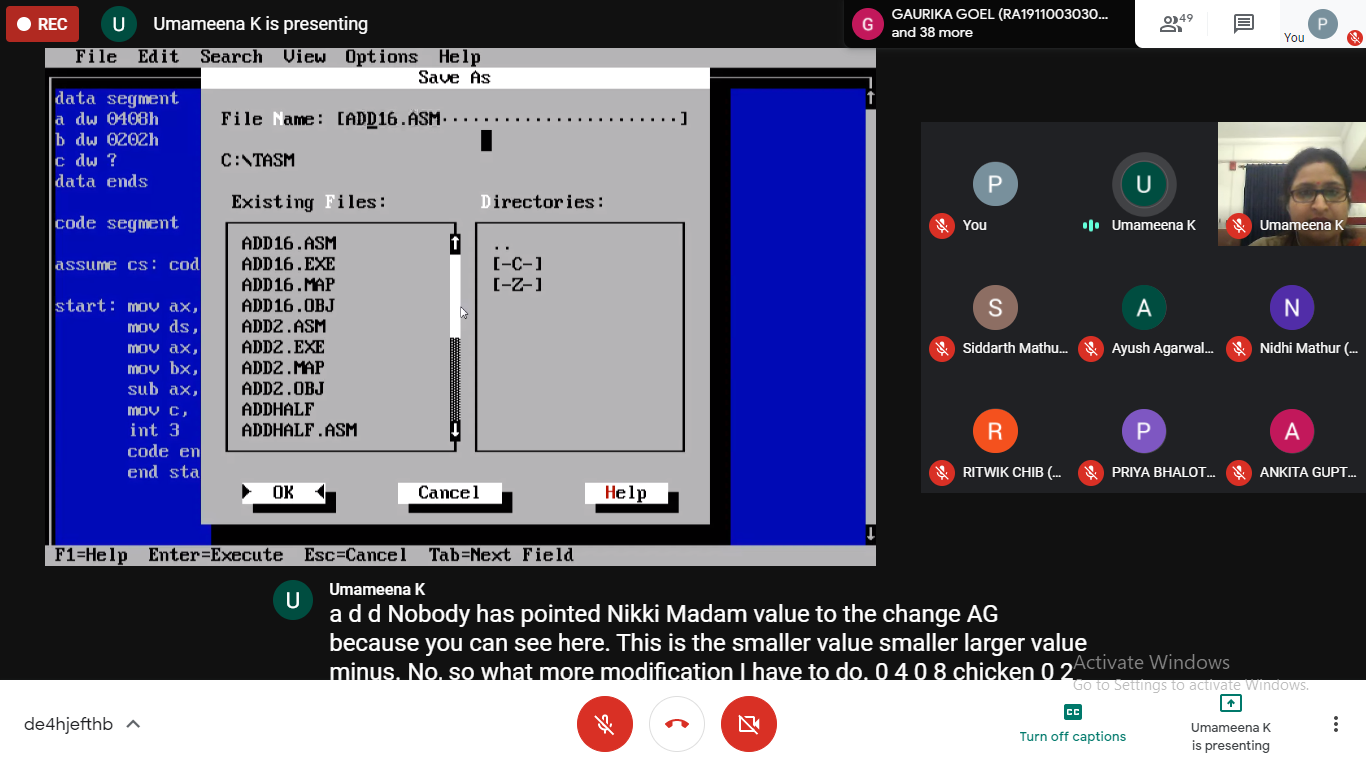 REC
U
Umameena K is presenting
G
GAURIKA GOEL (RA1911003030...
and 38 more
49
P
You
File Edit Search View Options Help
Save As
data segment
a dw 0408h
b dw 0202h
c dw ?
data ends
code segment
assume cs: cod
start: mov ax,
mov ds,
mov ax,
mov bx,
sub ax,
mov c,
int 3
code en
end sta
File Name: [ADD16.ASM·······················]
C:\TASM
Existing Files:
ADD16.ASM
ADD16.EXE
ADD16.MAP
ADD16.OBJ
ADD2.ASM
ADD2.EXE
ADD2.MAP
ADD2.OBJ
ADDHALF
ADDHALF.ASM
Directories:
..
[-C-]
[-Z-]
OK
Cancel
Help
F1=Help Enter=Execute Esc=Cancel Tab=Next Field
P
You
U
Umameena K
Umameena K
S
Siddarth Mathu...
A
Ayush Agarwal...
N
Nidhi Mathur (...
R
RITWIK CHIB (...
P
PRIYA BHALOT...
A
ANKITA GUPT...
U
Umameena K
a d d Nobody has pointed Nikki Madam value to the change AG
because you can see here. This is the smaller value smaller larger value
minus. No, so what more modification I have to do. 0 4 0 8 chicken 0 2
Activate Windows
Go to Settings to activate Windows.
de4hjefthb
CC
Turn off captions
Umameena K
is presenting